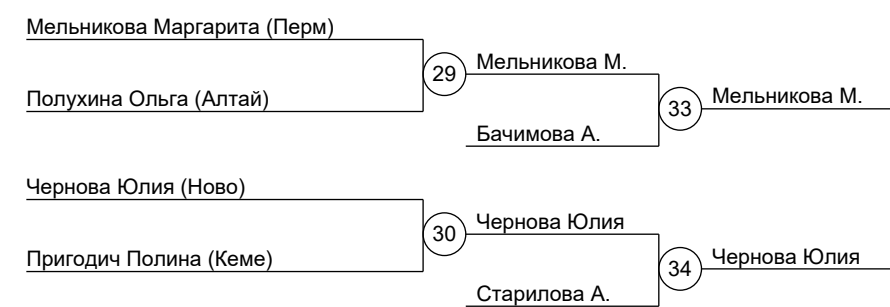 Мельникова Маргарита (Перм)
29
Мельникова М.
Полухина Ольга (Алтай)
33
Мельникова М.
Бачимова А.
Чернова Юлия (Ново)
30
Чернова Юлия
Пригодич Полина (Кеме)
34
Чернова Юлия
Старилова А.